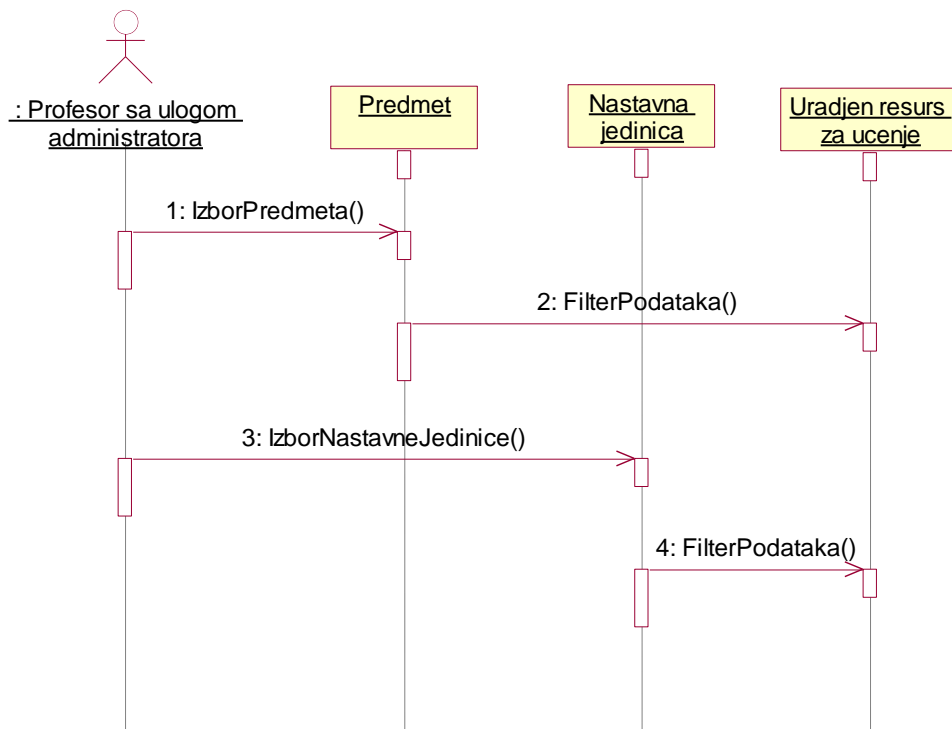 : Profesor sa ulogom
administratora
Predmet
Nastavna
jedinica
Uradjen resurs
za ucenje
1: IzborPredmeta()
2: FilterPodataka()
3: IzborNastavneJedinice()
4: FilterPodataka()